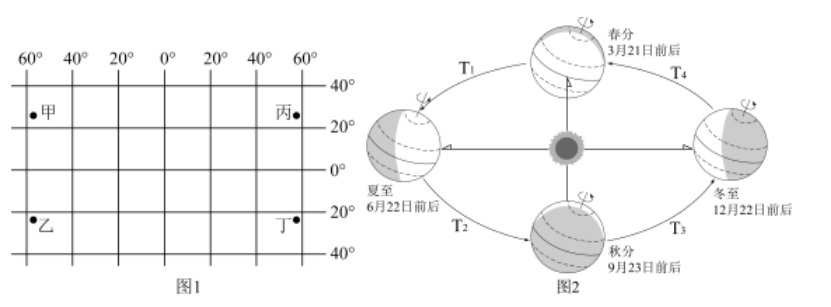 60° 40° 20° 0° 20° 40° 60°
40°
甲 丙
20°
0°
乙 丁 20°
40°
图1
春分
3月21日前后
T₁
T₄
夏至
6月22日前后
冬至
12月22日前后
T₂
T₃
秋分
9月23日前后
图2